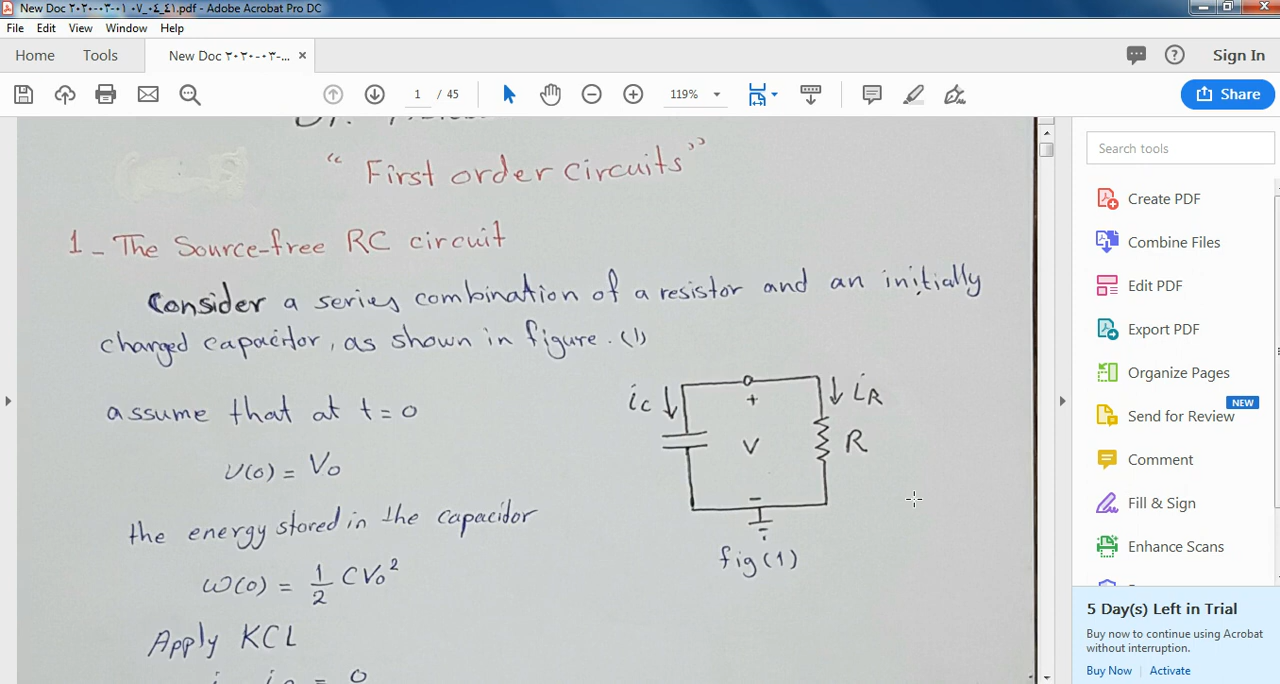 New Doc ٢٠٢٠-٠٣-٠١ ٠٧_٠٤_٤١.pdf - Adobe Acrobat Pro DC
File Edit View Window Help
Home Tools New Doc ٢٠٢٠-٠٣-... × Sign In
1 / 45 119% Share
"First order circuits"
1 - The Source-free RC circuit
Consider a series combination of a resistor and an initially
charged capacitor, as shown in figure. (1)
assume that at t = 0
v(0) = V₀
the energy stored in the capacidor
w(0) = 1/2 CV₀²
Apply KCL
= 0
ic
+
iR
V
R
-
fig (1)
Search tools
Create PDF
Combine Files
Edit PDF
Export PDF
Organize Pages
NEW
Send for Review
Comment
Fill & Sign
Enhance Scans
5 Day(s) Left in Trial
Buy now to continue using Acrobat
without interruption.
Buy Now | Activate